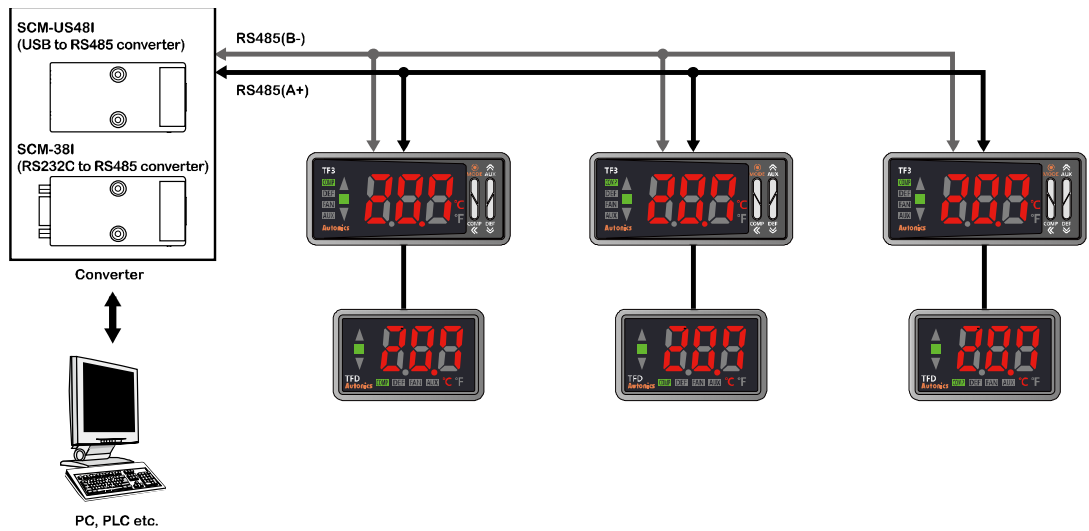 SCM-US48I
(USB to RS485 converter)
SCM-38I
(RS232C to RS485 converter)
Converter
PC, PLC etc.
RS485(B-)
RS485(A+)
TF3
MODE AUX
COMP
DEF
FAN
AUX
20.7
°C
°F
Autonics
COMP DEF
TF3
MODE AUX
COMP
DEF
FAN
AUX
°C
°F
Autonics
COMP DEF
TF3
MODE AUX
COMP
DEF
FAN
AUX
°C
°F
Autonics
COMP DEF
TFD
Autonics COMP DEF FAN AUX °C °F
TFD
Autonics COMP DEF FAN AUX °C °F
TFD
Autonics COMP DEF FAN AUX °C °F